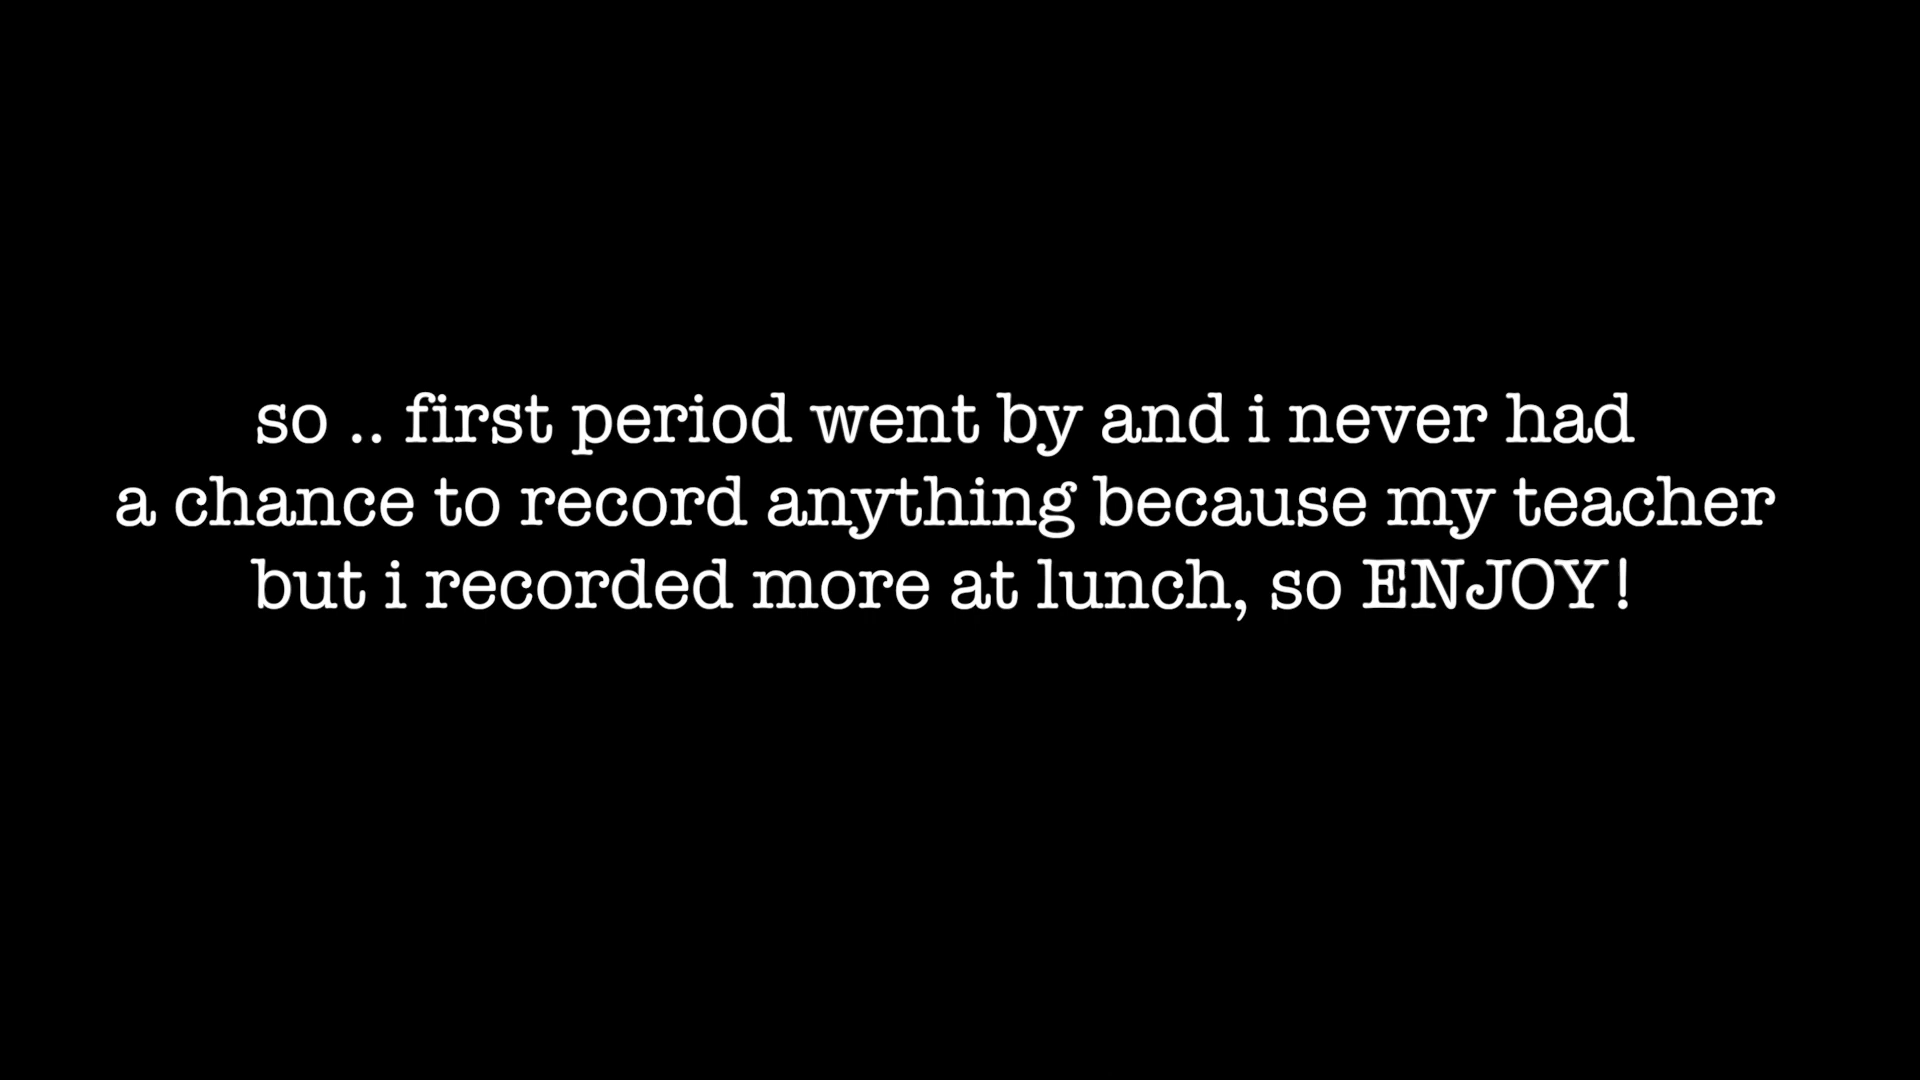 so .. first period went by and i never had
a chance to record anything because my teacher
but i recorded more at lunch, so ENJOY!